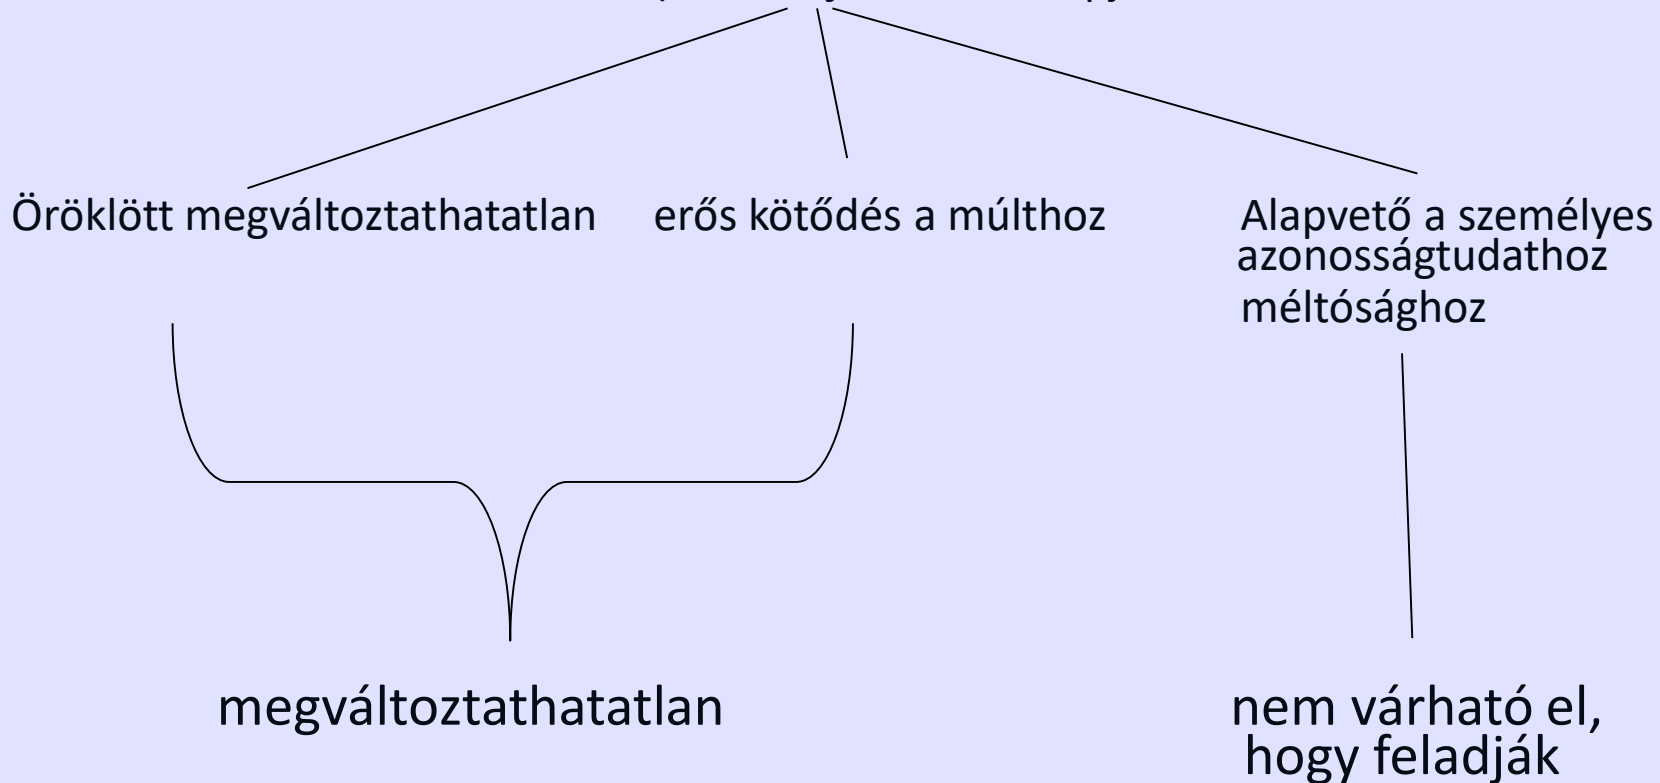 Öröklött megváltoztathatatlan
erős kötődés a múlthoz
Alapvető a személyes
azonosságtudathoz
méltósághoz
megváltoztathatatlan
nem várható el,
hogy feladják